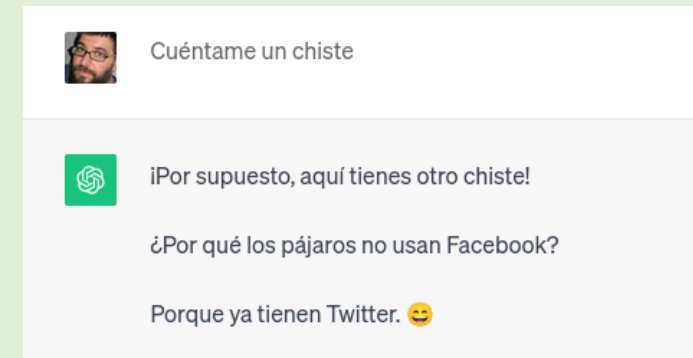 Cuéntame un chiste
¡Por supuesto, aquí tienes otro chiste!
¿Por qué los pájaros no usan Facebook?
Porque ya tienen Twitter. 😄